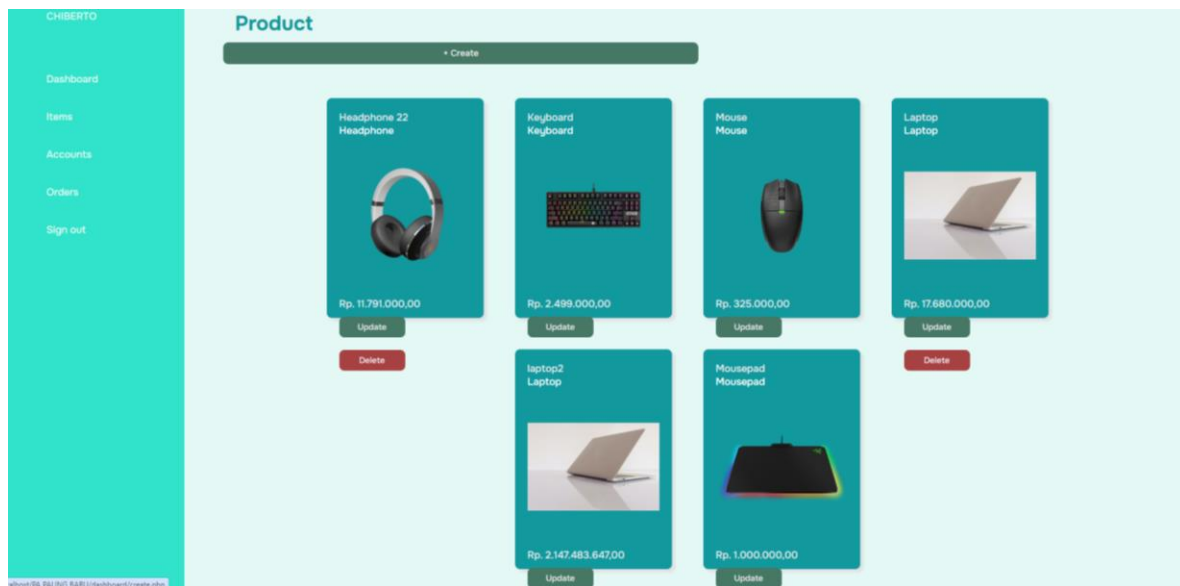 CHIBERTO
Dashboard
Items
Accounts
Orders
Sign out
Product
+ Create
Headphone 22
Headphone
Rp. 11.791.000,00
Update
Delete
Keyboard
Keyboard
Rp. 2.499.000,00
Update
Mouse
Mouse
Rp. 325.000,00
Update
Laptop
Laptop
Rp. 17.680.000,00
Update
Delete
laptop2
Laptop
Rp. 2.147.483.647,00
Update
Mousepad
Mousepad
Rp. 1.000.000,00
Update